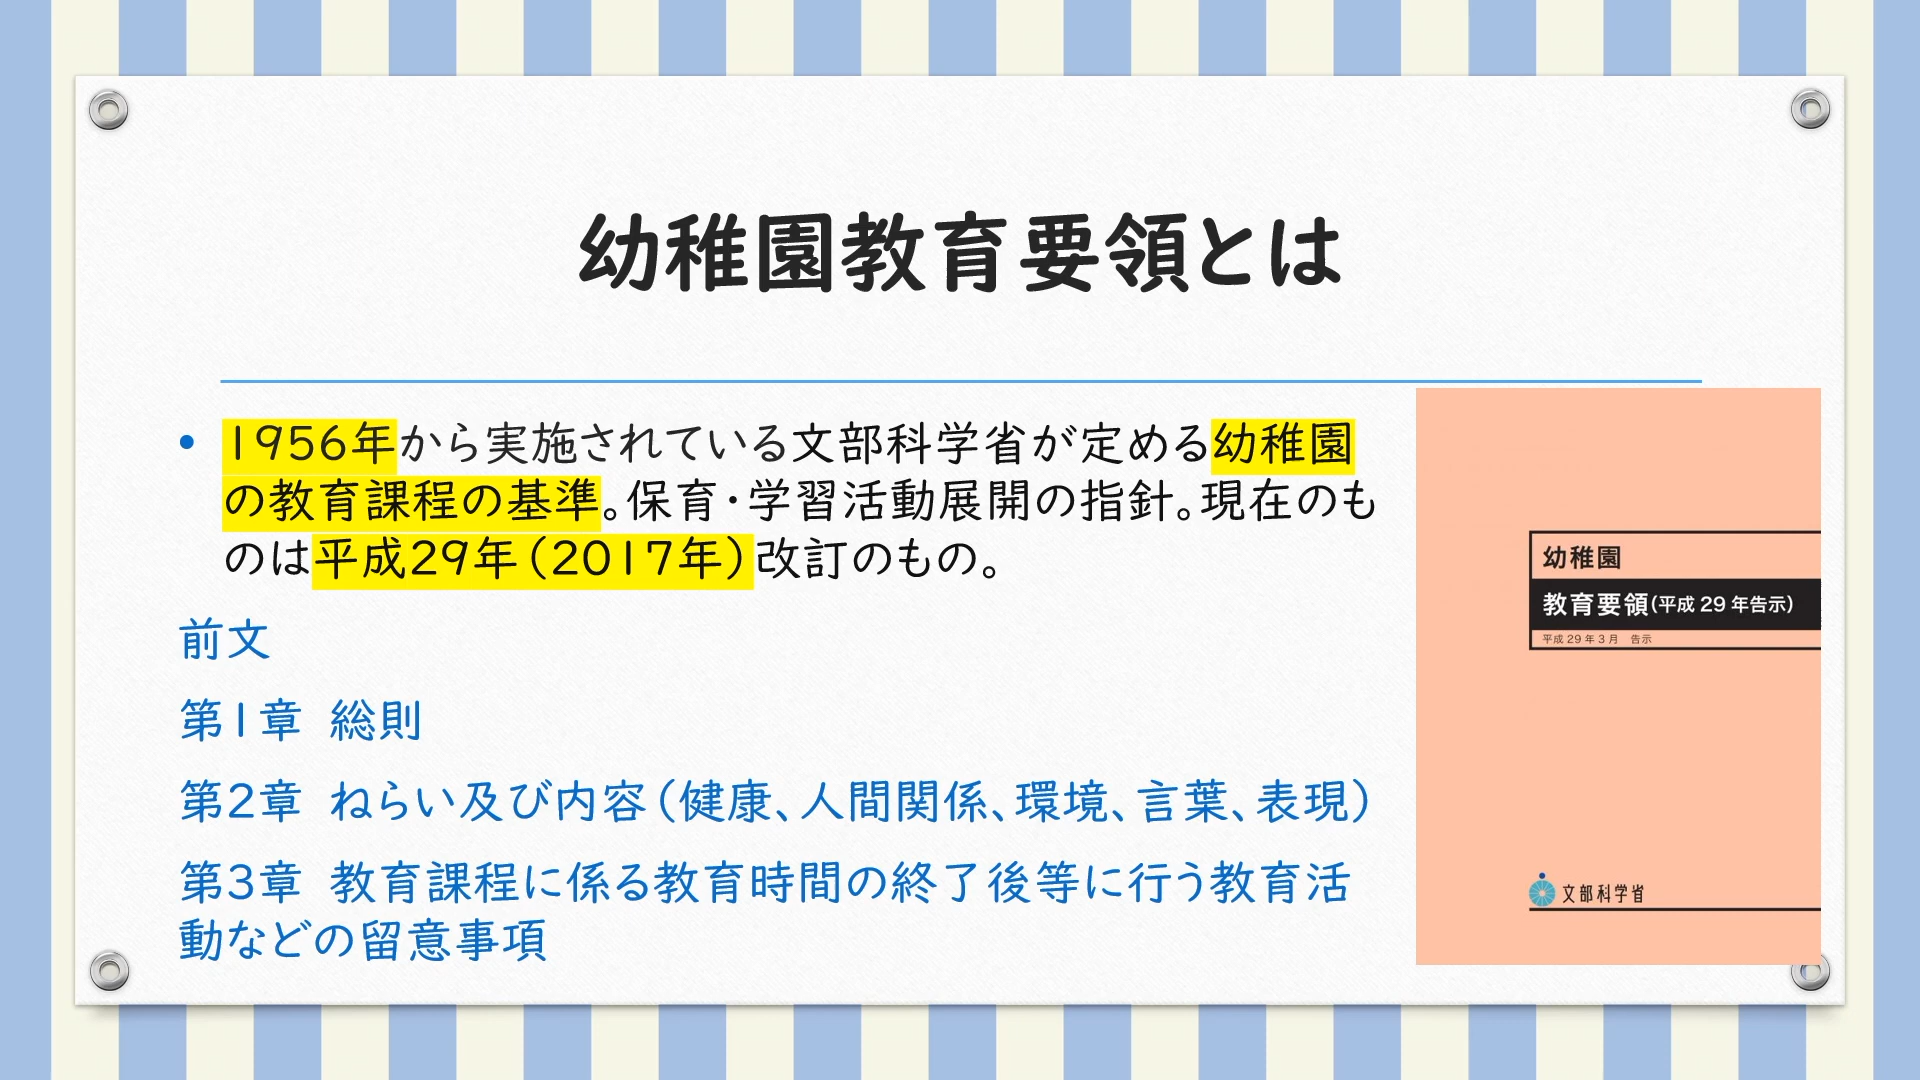 幼稚園教育要領とは
• 1956年から実施されている文部科学省が定める幼稚園
の教育課程の基準。保育・学習活動展開の指針。現在のも
のは平成29年（2017年）改訂のもの。
前文
第1章 総則
第2章 ねらい及び内容（健康、人間関係、環境、言葉、表現）
第3章 教育課程に係る教育時間の終了後等に行う教育活
動などの留意事項
幼稚園
教育要領(平成 29 年告示)
平成 29 年 3 月 告示
文部科学省